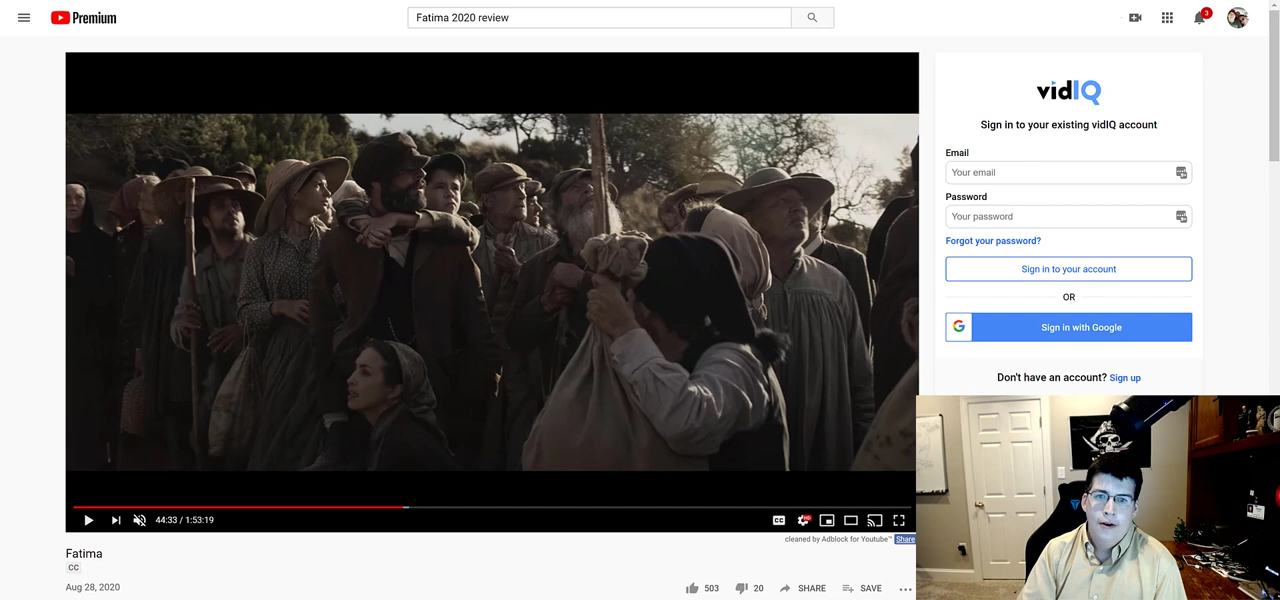 Premium
Fatima 2020 review
3
vidIQ
Sign in to your existing vidIQ account
Email
Your email
Password
Your password
Forgot your password?
Sign in to your account
OR
Sign in with Google
Don't have an account? Sign up
44:33 / 1:53:19
CC
HD
cleaned by Adblock for Youtube™ Share
Fatima
CC
Aug 28, 2020
503
20
SHARE
SAVE